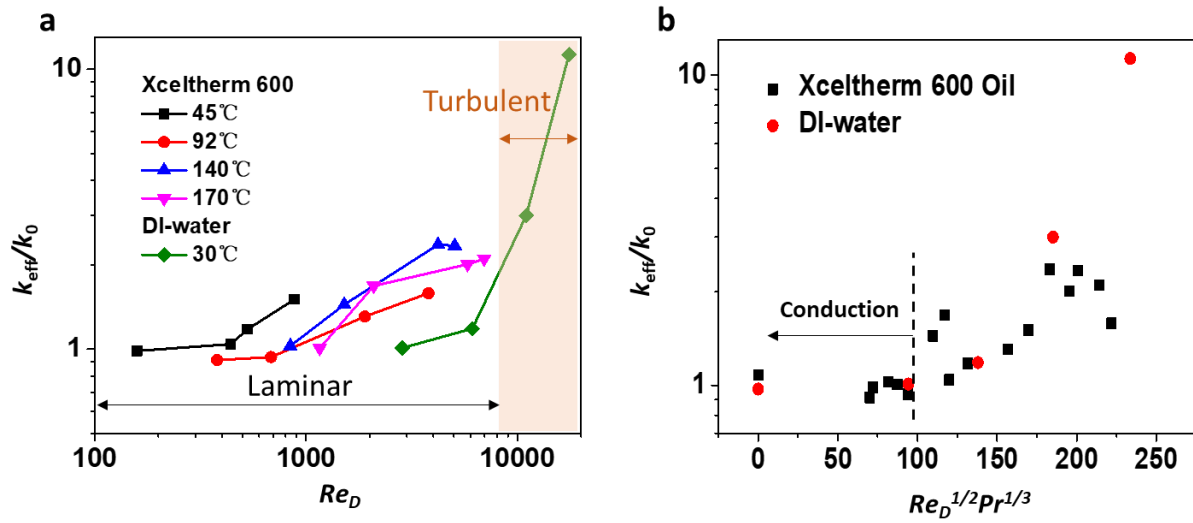 a
10
1
k_eff/k_0
Xceltherm 600
45℃
92℃
140℃
170℃
DI-water
30℃
Turbulent
Laminar
100
1000
10000
Re_D
b
10
1
k_eff/k_0
Xceltherm 600 Oil
DI-water
Conduction
0
50
100
150
200
250
Re_D^1/2Pr^1/3